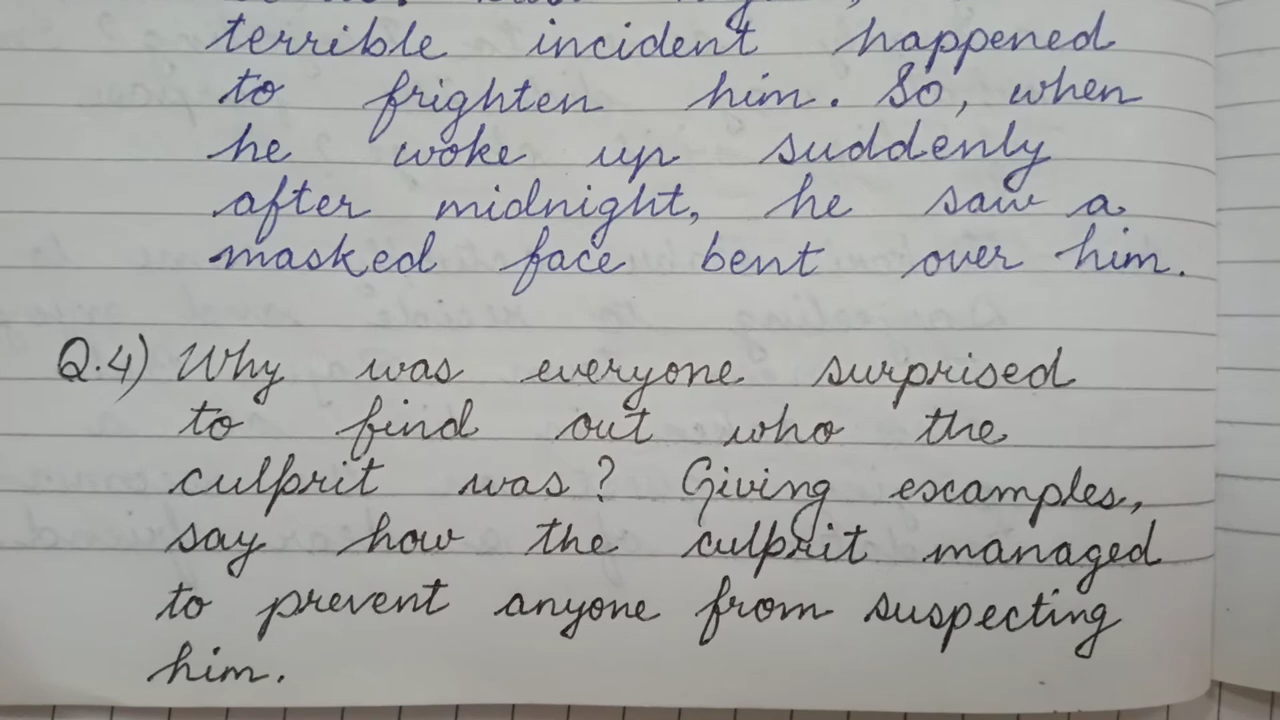 terrible incident happened
to frighten him. So, when
he woke up suddenly
after midnight, he saw a
masked face bent over him.
Q.4) Why was everyone surprised
to find out who the
culprit was? Giving escamples,
say how the culprit managed
to prevent anyone from suspecting
him.